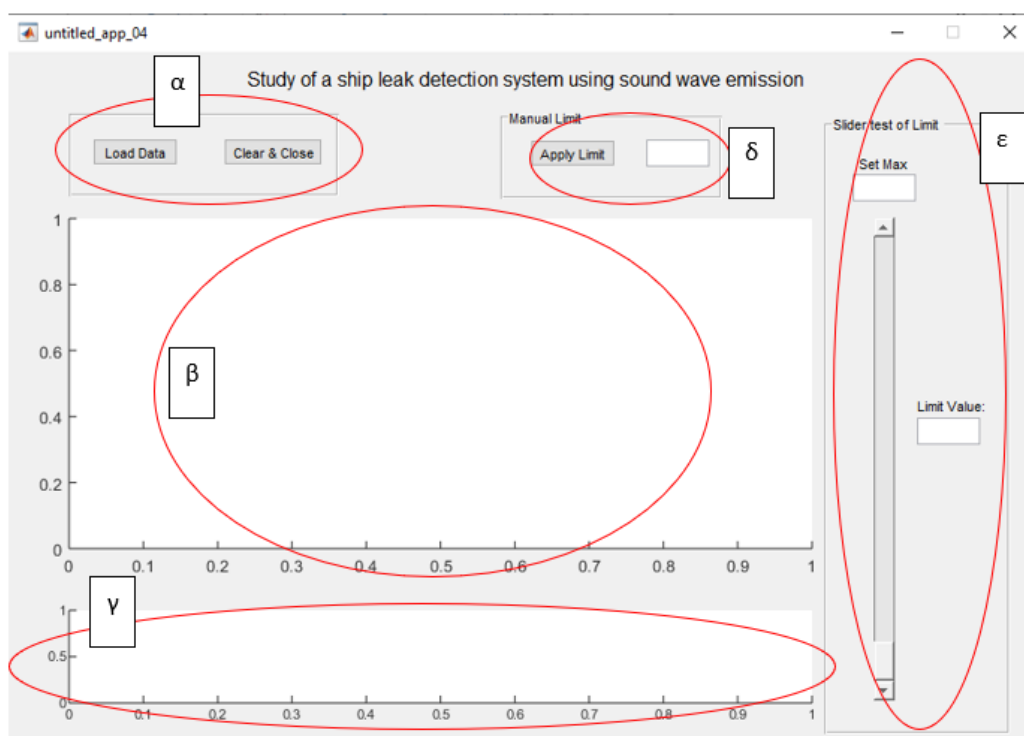 untitled_app_04
α
Study of a ship leak detection system using sound wave emission
Load Data
Clear & Close
Manual Limit
Apply Limit
δ
Slider test of Limit
ε
Set Max
Limit Value:
β
1
0.8
0.6
0.4
0.2
0
0 0.1 0.2 0.3 0.4 0.5 0.6 0.7 0.8 0.9 1
γ
1
0.5
0
0 0.1 0.2 0.3 0.4 0.5 0.6 0.7 0.8 0.9 1